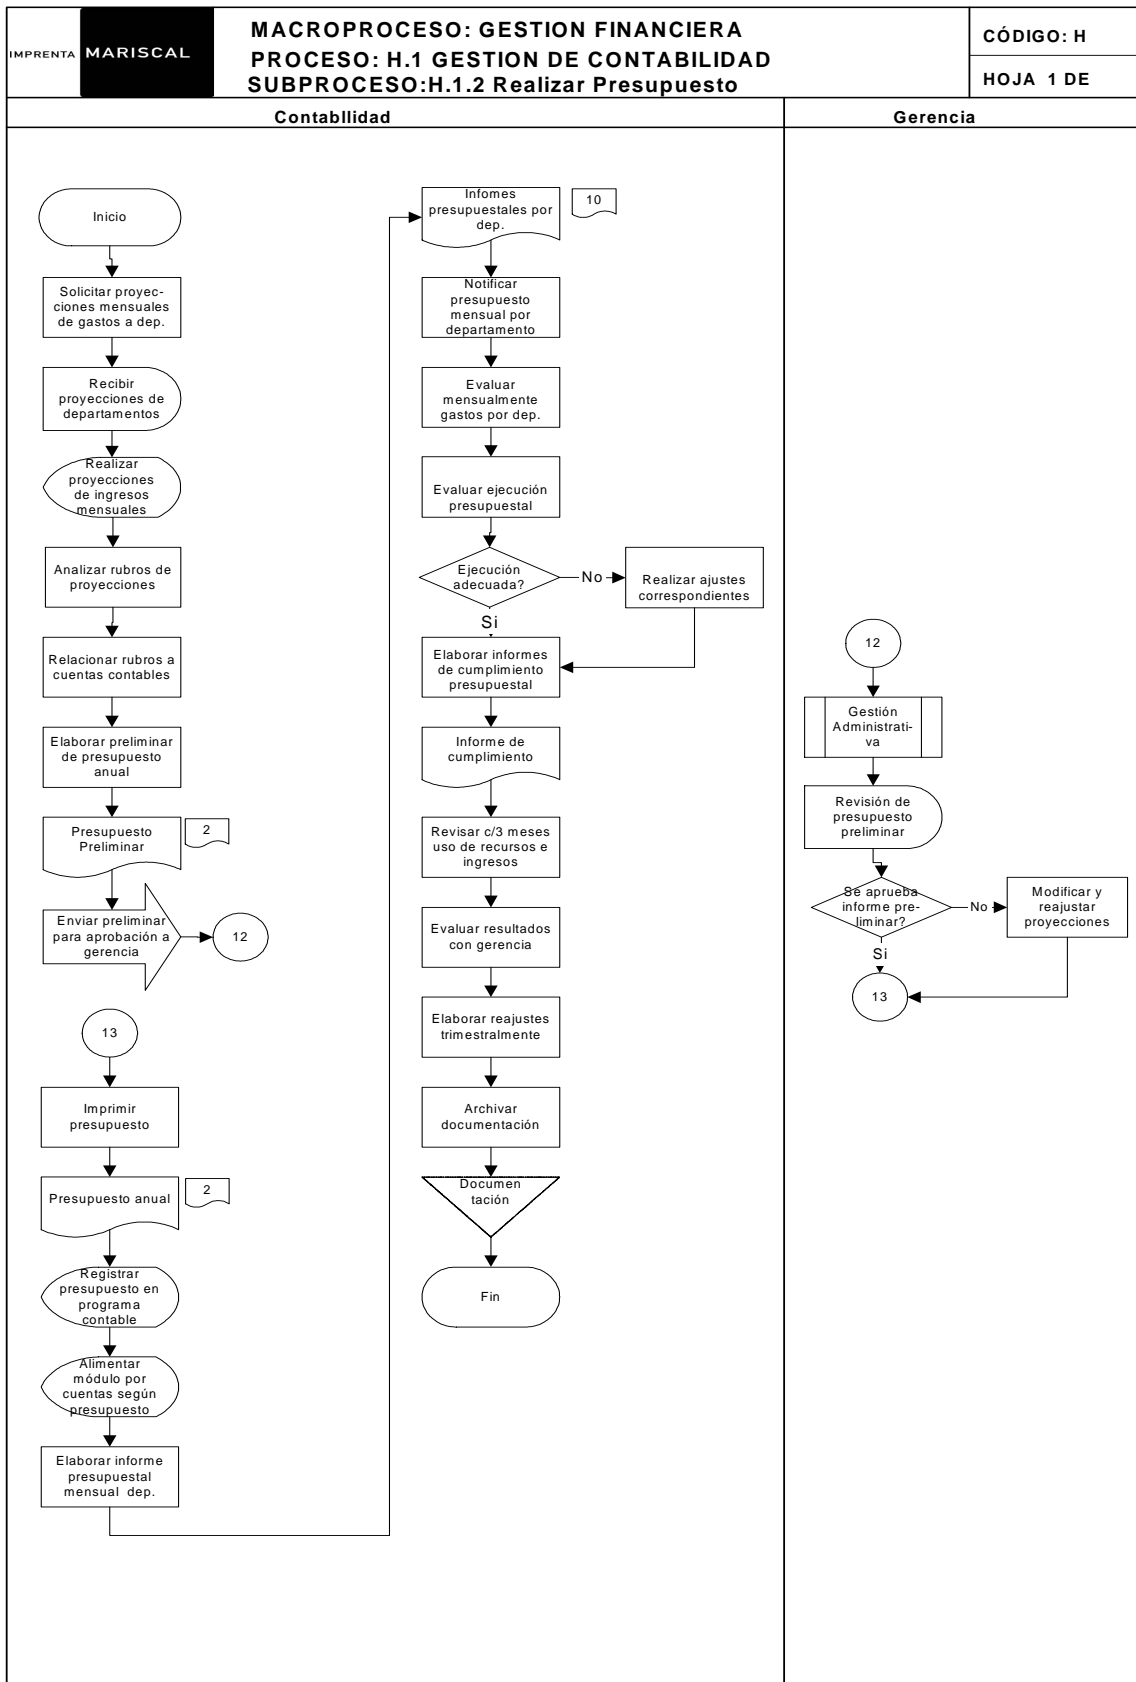 IMPRENTA MARISCAL
MACROPROCESO: GESTION FINANCIERA
PROCESO: H.1 GESTION DE CONTABILIDAD
SUBPROCESO:H.1.2 Realizar Presupuesto
CÓDIGO: H
HOJA 1 DE
Contabilidad
Gerencia
Inicio
Solicitar proyec-
ciones mensuales
de gastos a dep.
Recibir
proyecciones de
departamentos
Realizar
proyecciones
de ingresos
mensuales
Analizar rubros de
proyecciones
Relacionar rubros a
cuentas contables
Elaborar preliminar
de presupuesto
anual
Presupuesto
Preliminar
2
Enviar preliminar
para aprobación a
gerencia
12
13
Imprimir
presupuesto
Presupuesto anual
2
Registrar
presupuesto en
programa
contable
Alimentar
módulo por
cuentas según
presupuesto
Elaborar informe
presupuestal
mensual dep.
Infomes
presupuestales por
dep.
10
Notificar
presupuesto
mensual por
departamento
Evaluar
mensualmente
gastos por dep.
Evaluar ejecución
presupuestal
Ejecución
adecuada?
No
Realizar ajustes
correspondientes
Si
Elaborar informes
de cumplimiento
presupuestal
Informe de
cumplimiento
Revisar c/3 meses
uso de recursos e
ingresos
Evaluar resultados
con gerencia
Elaborar reajustes
trimestralmente
Archivar
documentación
Documen
tación
Fin
12
Gestión
Administrati-
va
Revisión de
presupuesto
preliminar
Se aprueba
informe pre-
liminar?
No
Modificar y
reajustar
proyecciones
Si
13